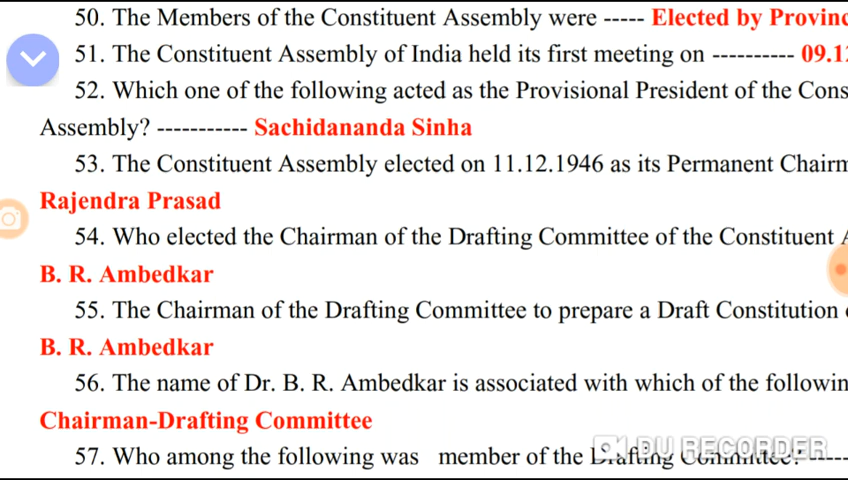 50. The Members of the Constituent Assembly were ----- Elected by Provinc
51. The Constituent Assembly of India held its first meeting on ---------- 09.12
52. Which one of the following acted as the Provisional President of the Cons
Assembly? ----------- Sachidananda Sinha
53. The Constituent Assembly elected on 11.12.1946 as its Permanent Chairm
Rajendra Prasad
54. Who elected the Chairman of the Drafting Committee of the Constituent A
B. R. Ambedkar
55. The Chairman of the Drafting Committee to prepare a Draft Constitution
B. R. Ambedkar
56. The name of Dr. B. R. Ambedkar is associated with which of the followin
Chairman-Drafting Committee
57. Who among the following was member of the Drafting Committee? ----
DU RECORDER